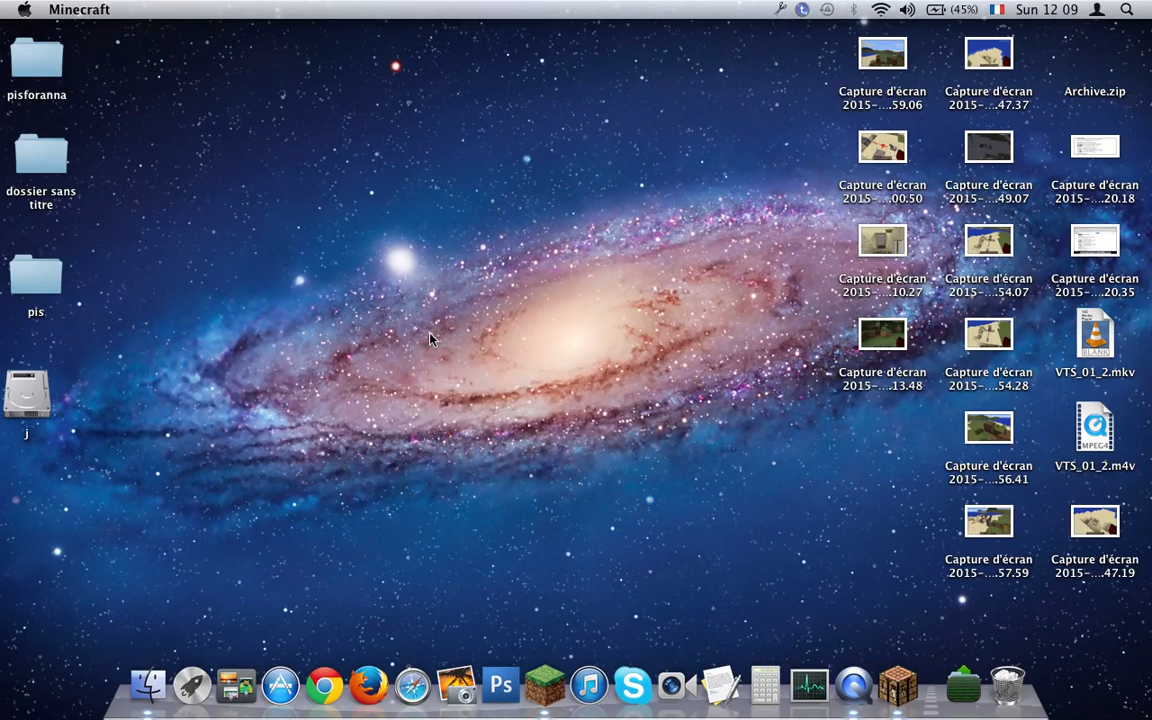 Minecraft
(45%)
Sun 12 09
pisforanna
dossier sans
titre
pis
j
Capture d'écran
2015-....59.06
Capture d'écran
2015-....47.37
Archive.zip
Capture d'écran
2015-....00.50
Capture d'écran
2015-....49.07
Capture d'écran
2015-....20.18
Capture d'écran
2015-....10.27
Capture d'écran
2015-....54.07
Capture d'écran
2015-....20.35
Capture d'écran
2015-....13.48
Capture d'écran
2015-....54.28
BLANK
VTS_01_2.mkv
Capture d'écran
2015-....56.41
MPEG4
VTS_01_2.m4v
Capture d'écran
2015-....57.59
Capture d'écran
2015-....47.19
Ps